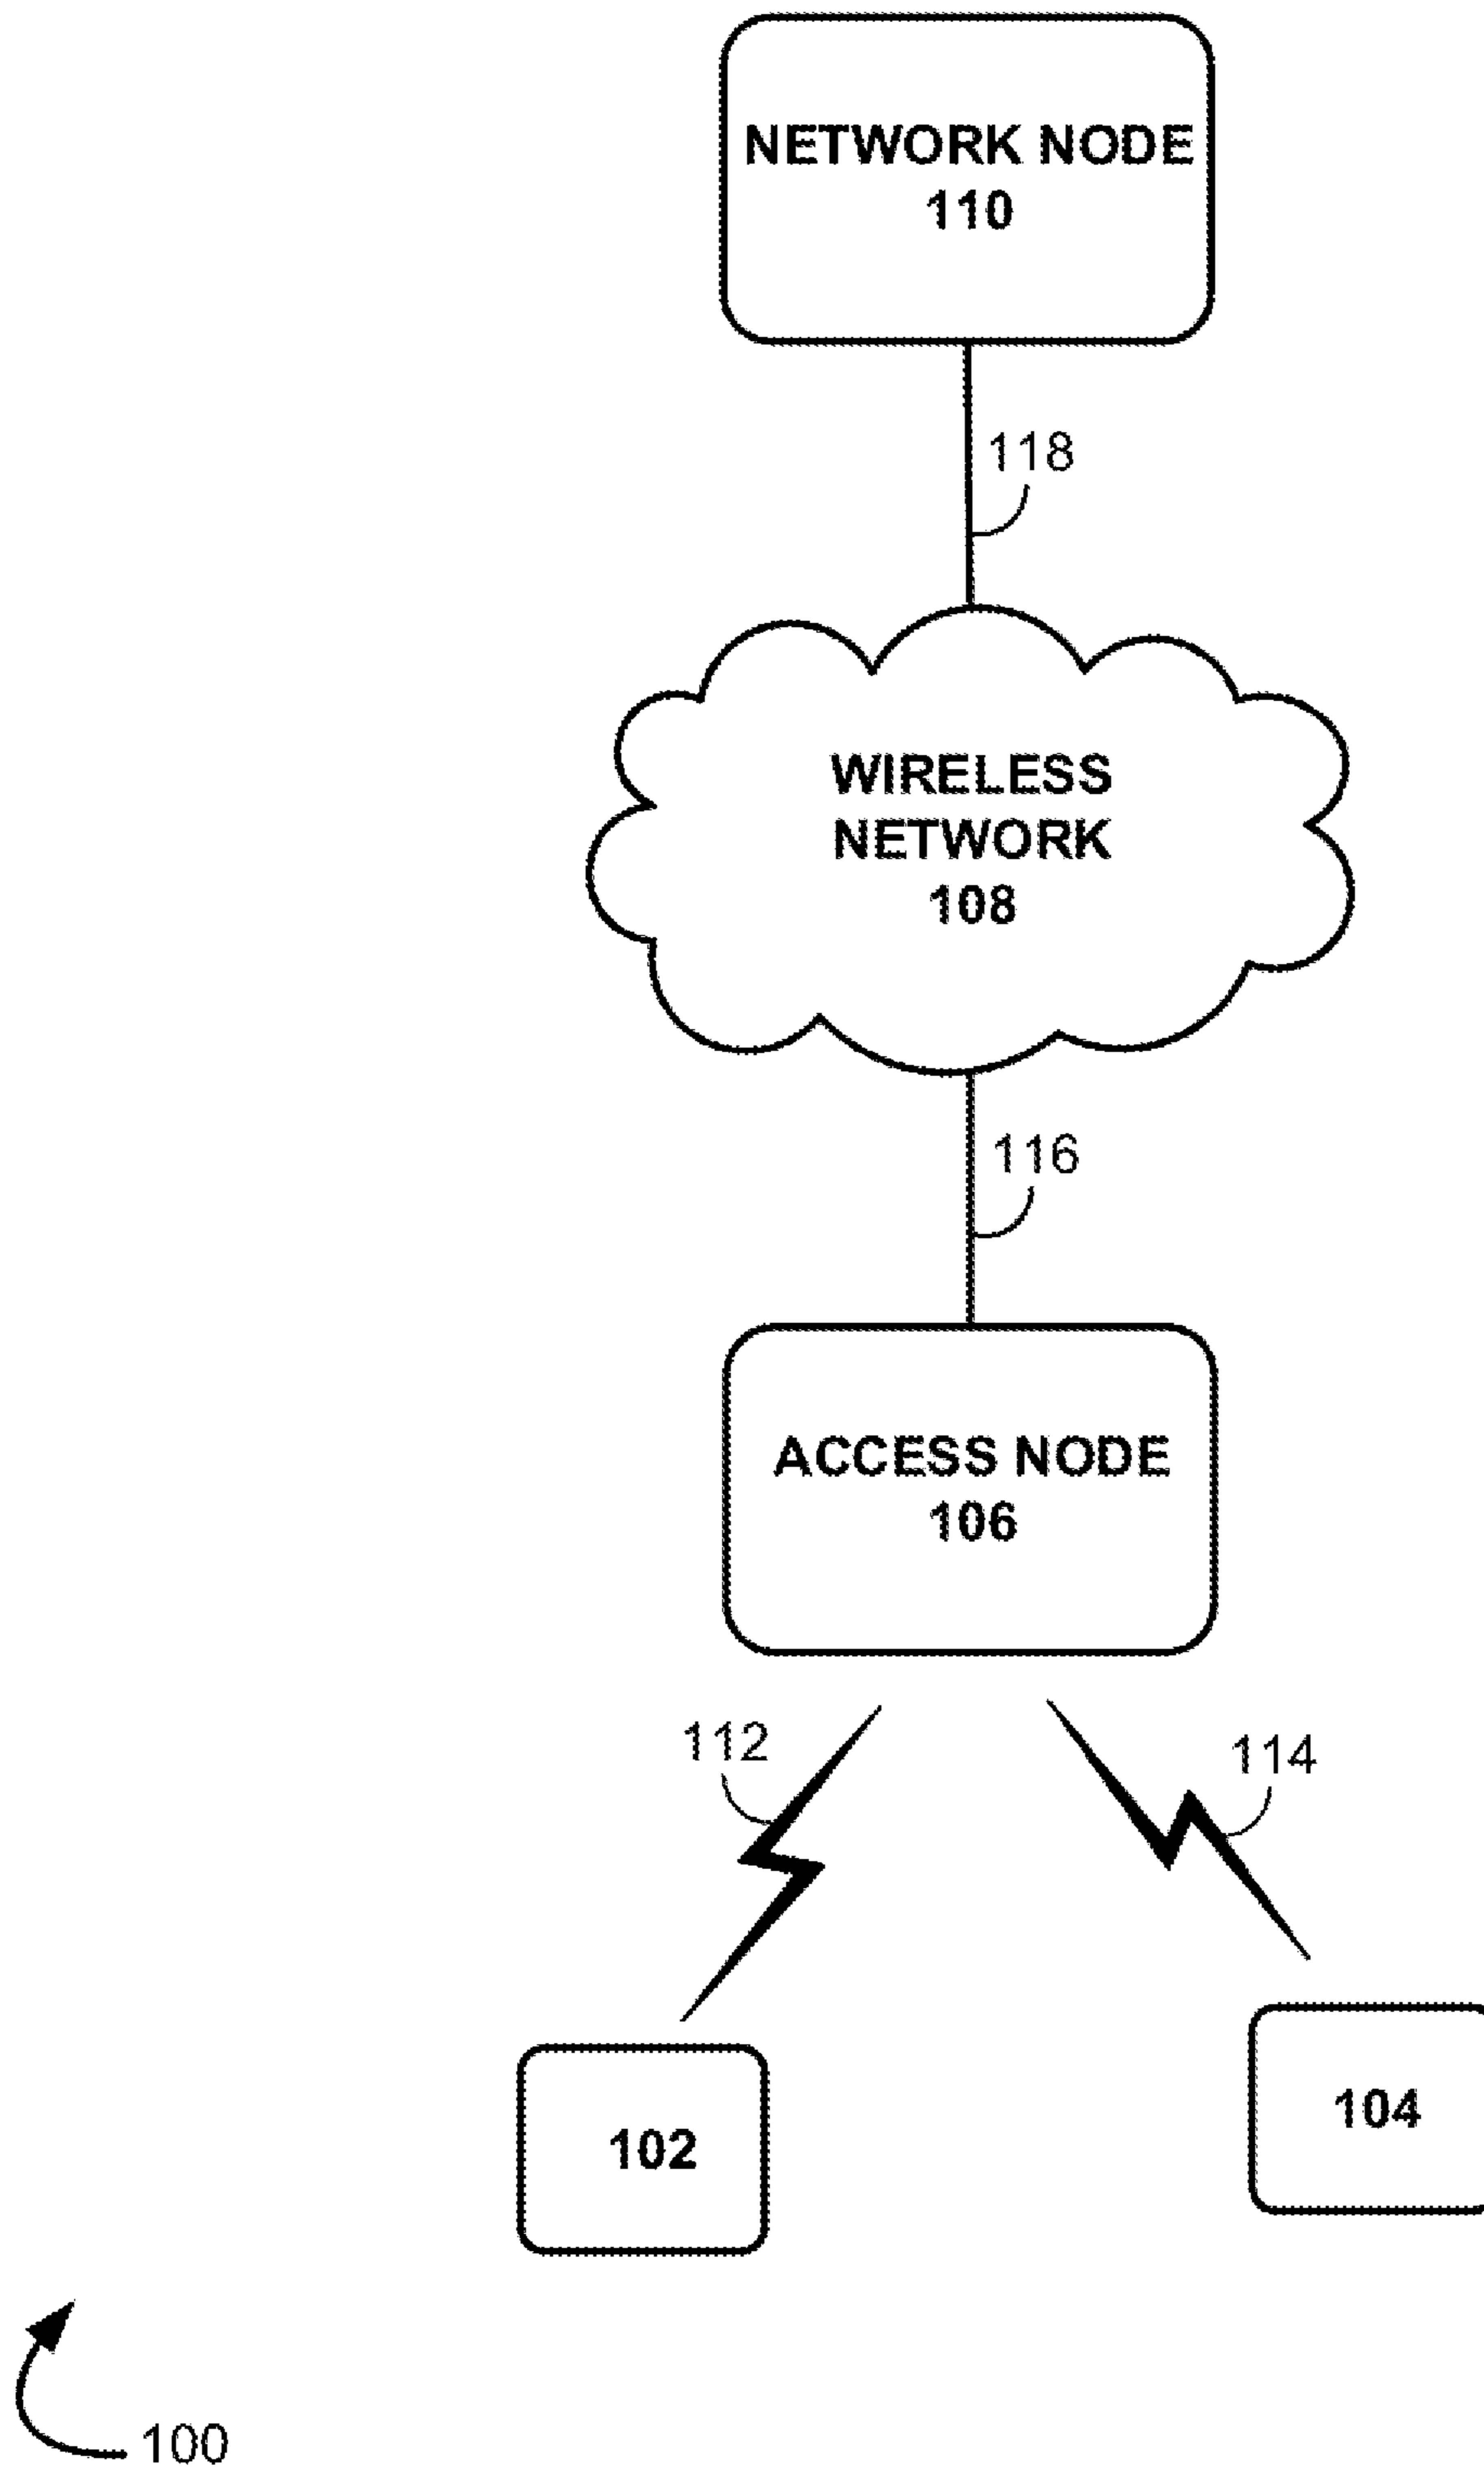 NETWORK NODE
110
118
WIRELESS
NETWORK
108
116
ACCESS NODE
106
112
114
104
102
100